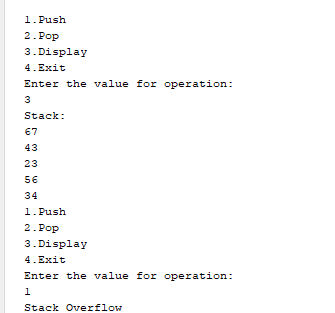 1.Push
2.Pop
3.Display
4.Exit
Enter the value for operation:
3
Stack:
67
43
23
56
34
1.Push
2.Pop
3.Display
4.Exit
Enter the value for operation:
1
Stack Overflow